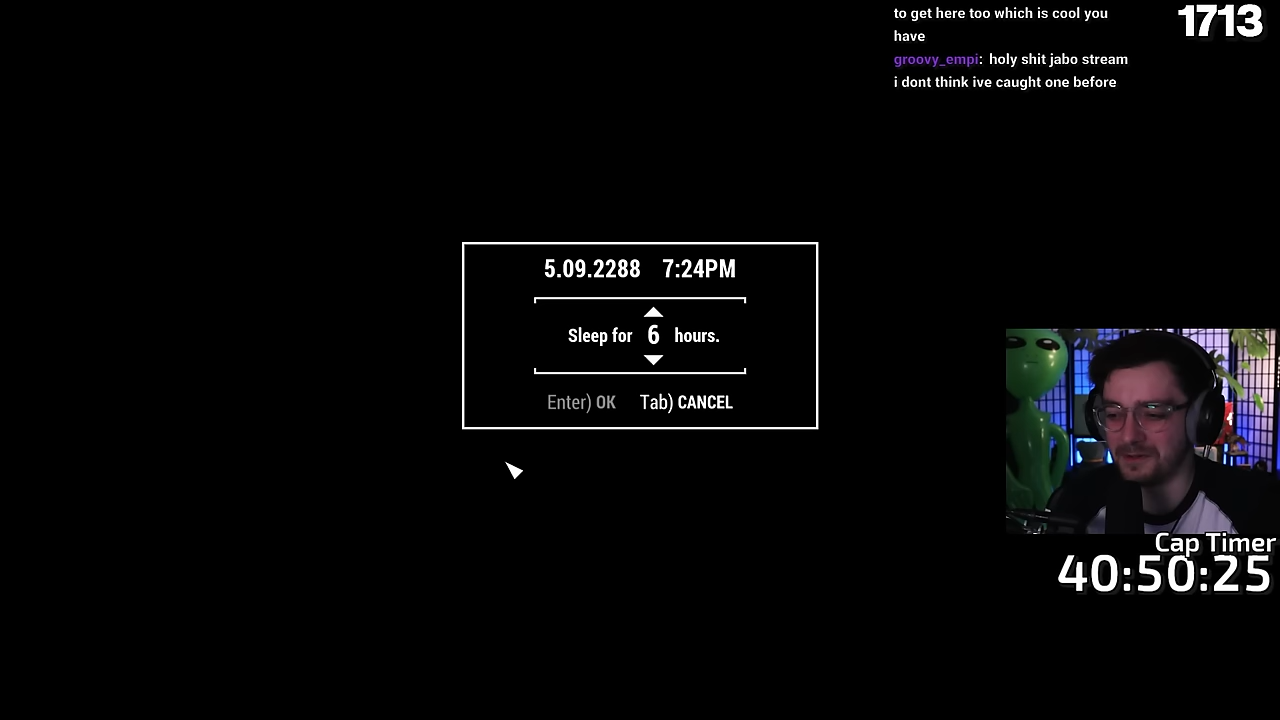 to get here too which is cool you
have
groovy_empi: holy shit jabo stream
i dont think ive caught one before
1713
5.09.2288 7:24PM
Sleep for 6 hours.
Enter) OK Tab) CANCEL
Cap Timer
40:50:25